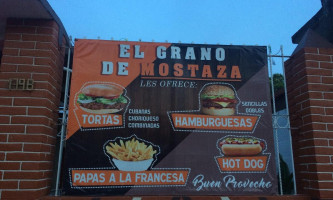 EL GRANO
DE MOSTAZA
LES OFRECE:
TORTAS
CUBANAS
CHORIQUESO
COMBINADAS
HAMBURGUESAS
SENCILLAS
DOBLES
PAPAS A LA FRANCESA
HOT DOG
Buen Provecho